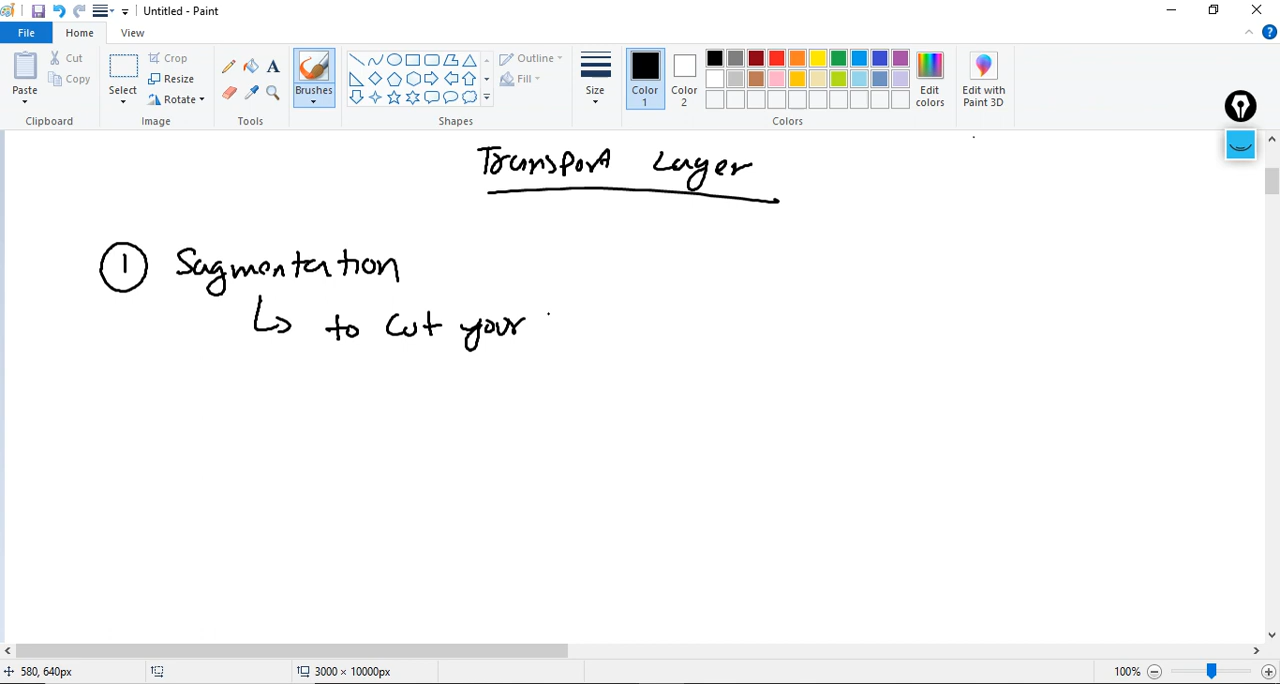 Untitled - Paint
File
Home
View
Paste
Cut
Copy
Clipboard
Select
Crop
Resize
Rotate
Image
A
Tools
Brushes
Outline
Fill
Shapes
Size
Color 1
Color 2
Edit colors
Edit with Paint 3D
Colors
Transport Layer
1 Sagmentation
to cut your
580, 640px
3000 × 10000px
100%